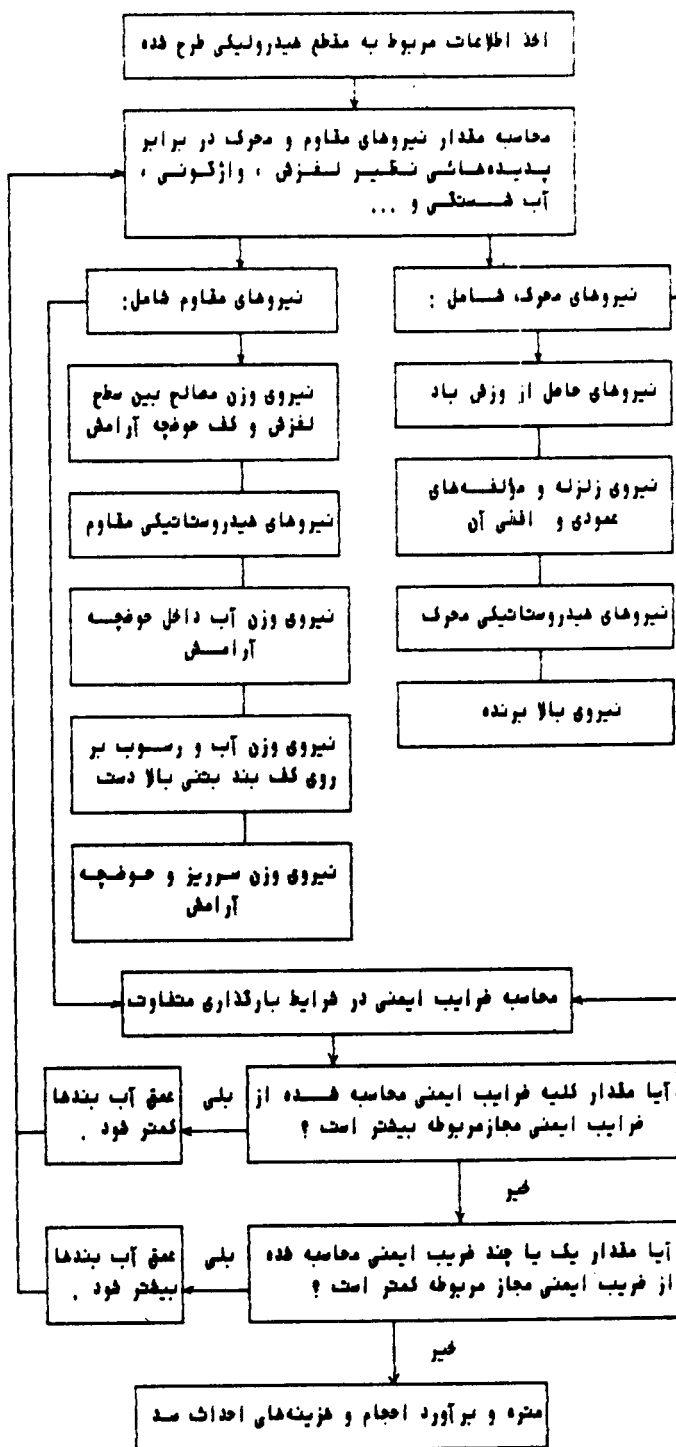 اخذ اطلاعات مربوط به مقطع هیدرولیکی طرح شده
محاسبه مقدار نیروهای مقاوم و محرک در برابر
پدیده‌هائی نظیر لغزش ، واژگونی ،
آب شستگی و ...
نیروهای محرک شامل :
نیروهای حاصل از وزش باد
نیروی زلزله و مؤلفه‌های
عمودی و افقی آن
نیروهای هیدروستاتیکی محرک
نیروی بالا برنده
نیروهای مقاوم شامل:
نیروی وزن مصالح بین سطح
لغزش و کف حوضچه آرامش
نیروهای هیدروستاتیکی مقاوم
نیروی وزن آب داخل حوضچه
آرامش
نیروی وزن آب و رسوب بر
روی کف بند بتنی بالا دست
نیروی وزن سرریز و حوضچه
آرامش
محاسبه ضرایب ایمنی در شرایط بارگذاری متفاوت
آیا مقدار کلیه ضرایب ایمنی محاسبه شده از
ضرایب ایمنی مجازمربوطه بیشتر است ؟
بلی
عمق آب بندها
کمتر شود .
خیر
آیا مقدار یک یا چند ضریب ایمنی محاسبه شده
از ضریب ایمنی مجاز مربوطه کمتر است ؟
بلی
عمق آب بندها
بیشتر شود .
خیر
متره و برآورد احجام و هزینه‌های احداث سد